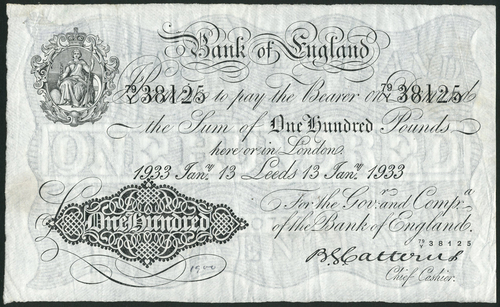 Bank of England
79/Y 38125 79/Y 38125
to pay the Bearer on Demand
the Sum of One Hundred Pounds
here or in London.
1933 Jan.ry 13 Leeds 13 Jan.ry 1933
For the Gov.r and Comp.a
of the Bank of England.
£ One Hundred
79/Y 38125
B G Catterns
Chief Cashier.